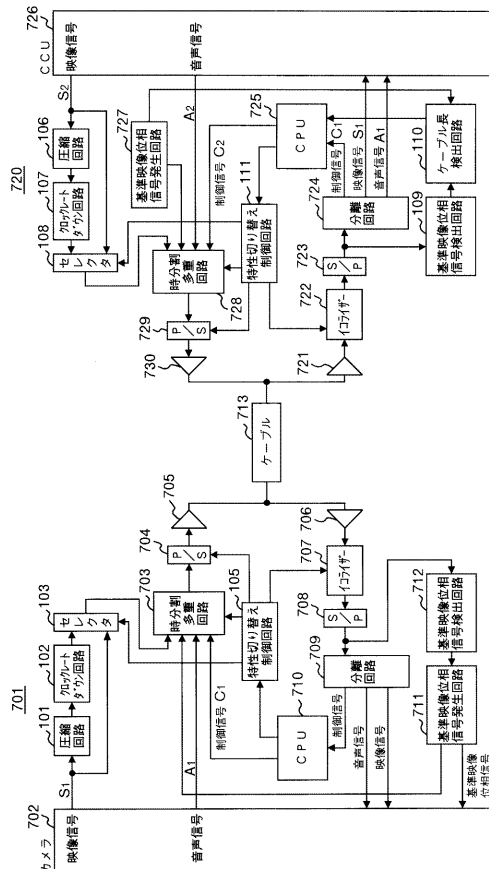 701
カメラ
702
映像信号
S1
圧縮
回路
101
クロックレート
ダウン回路
102
セレクタ
103
音声信号
A1
制御信号 C1
時分割
多重
回路
703
P/S
704
705
特性切り替え
制御回路
105
CPU
710
制御信号
音声信号
映像信号
分離
回路
709
S/P
708
イコライザー
707
706
基準映像位相
信号発生回路
711
基準映像位相
信号検出回路
712
基準映像
位相信号
ケーブル
713
720
CCU
726
映像信号
S2
圧縮
回路
106
クロックレート
ダウン回路
107
セレクタ
108
音声信号
A2
基準映像位相
信号発生回路
727
制御信号 C2
時分割
多重
回路
728
P/S
729
730
特性切り替え
制御回路
111
CPU
725
制御信号 C1
映像信号 S1
音声信号 A1
分離
回路
724
S/P
723
イコライザー
722
721
基準映像位相
信号検出回路
109
ケーブル長
検出回路
110